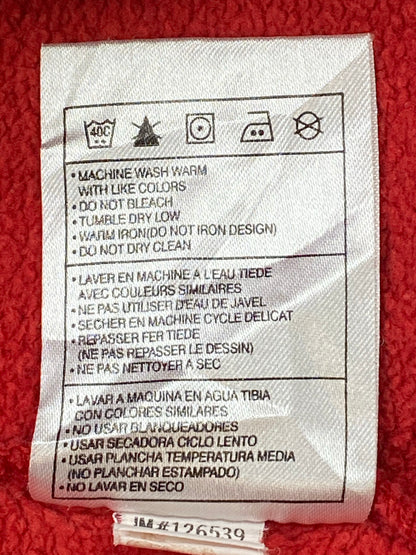 40C
• MACHINE WASH WARM
WITH LIKE COLORS
• DO NOT BLEACH
• TUMBLE DRY LOW
• WARM IRON(DO NOT IRON DESIGN)
• DO NOT DRY CLEAN
• LAVER EN MACHINE A L'EAU TIEDE
AVEC COULEURS SIMILAIRES
• NE PAS UTILISER D'EAU DE JAVEL
• SECHER EN MACHINE CYCLE DELICAT
• REPASSER FER TIEDE
(NE PAS REPASSER LE DESSIN)
• NE PAS NETTOYER A SEC
• LAVAR A MAQUINA EN AGUA TIBIA
CON COLORES SIMILARES
• NO USAR BLANQUEADORES
• USAR SECADORA CICLO LENTO
• USAR PLANCHA TEMPERATURA MEDIA
(NO PLANCHAR ESTAMPADO)
• NO LAVAR EN SECO
IM#126539